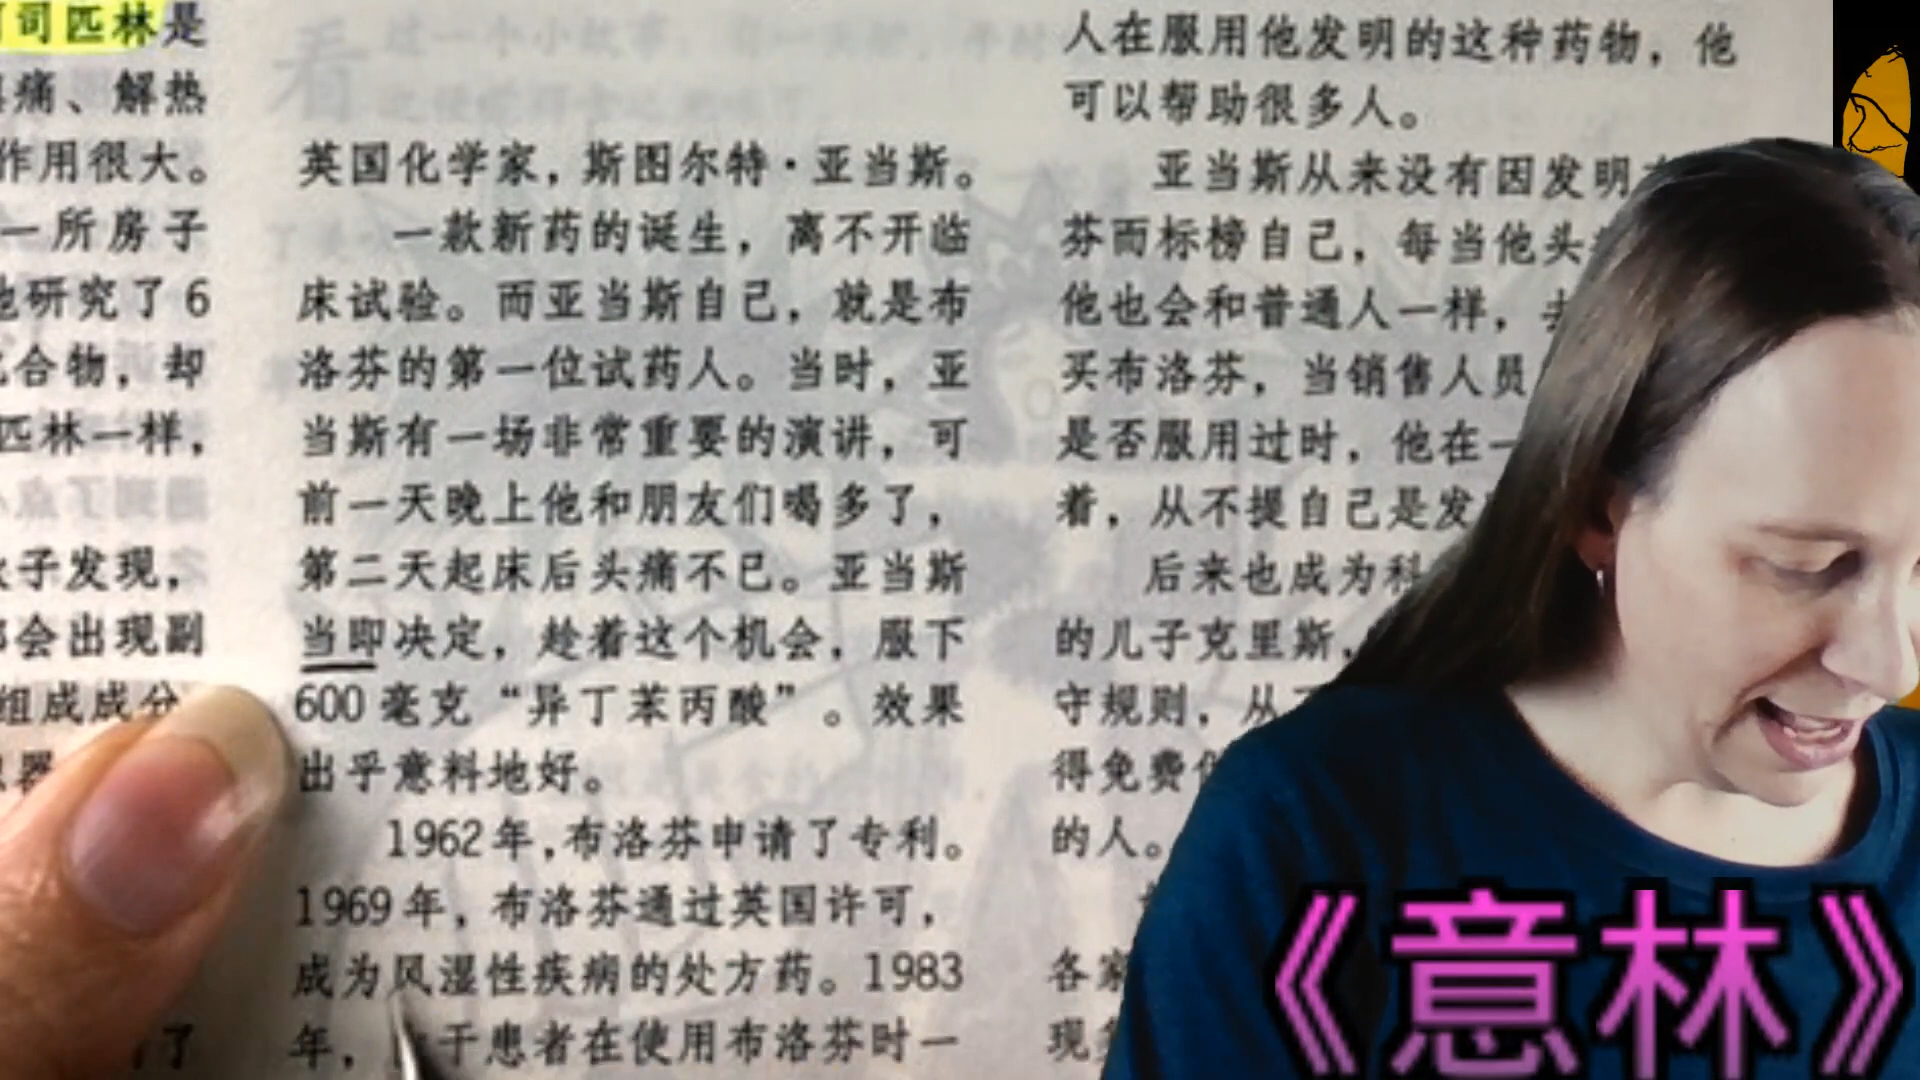 司匹林是
痛、解热
作用很大。
一所房子
他研究了6
合物，却
匹林一样，
子发现，
都会出现副
组成成分
了
英国化学家，斯图尔特·亚当斯。
一款新药的诞生，离不开临
床试验。而亚当斯自己，就是布
洛芬的第一位试药人。当时，亚
当斯有一场非常重要的演讲，可
前一天晚上他和朋友们喝多了，
第二天起床后头痛不已。亚当斯
当即决定，趁着这个机会，服下
600毫克“异丁苯丙酸”。效果
出乎意料地好。
1962年，布洛芬申请了专利。
1969年，布洛芬通过英国许可，
成为风湿性疾病的处方药。1983
年，于患者在使用布洛芬时一
人在服用他发明的这种药物，他
可以帮助很多人。
亚当斯从来没有因发明
芬而标榜自己，每当他头
他也会和普通人一样，去
买布洛芬，当销售人员
是否服用过时，他在一
着，从不提自己是发
后来也成为科
的儿子克里斯，
守规则，从
得免费
的人。
各家
现
《意林》